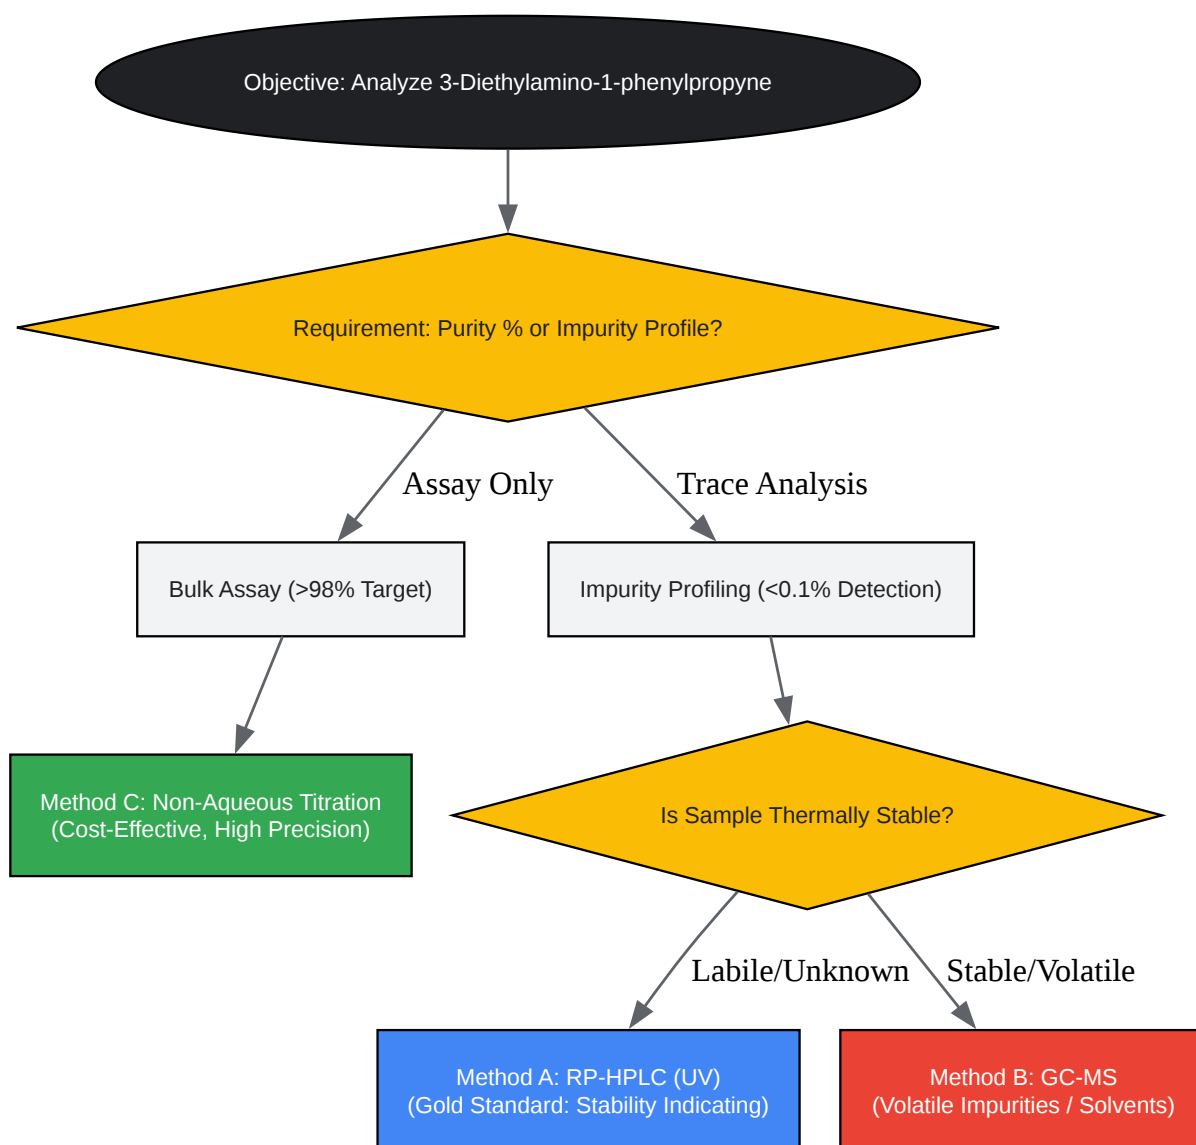 Objective: Analyze 3-Diethylamino-1-phenylpropyne
Requirement: Purity % or Impurity Profile?
Assay Only
Trace Analysis
Bulk Assay (>98% Target)
Impurity Profiling (<0.1% Detection)
Method C: Non-Aqueous Titration
(Cost-Effective, High Precision)
Is Sample Thermally Stable?
Labile/Unknown
Stable/Volatile
Method A: RP-HPLC (UV)
(Gold Standard: Stability Indicating)
Method B: GC-MS
(Volatile Impurities / Solvents)